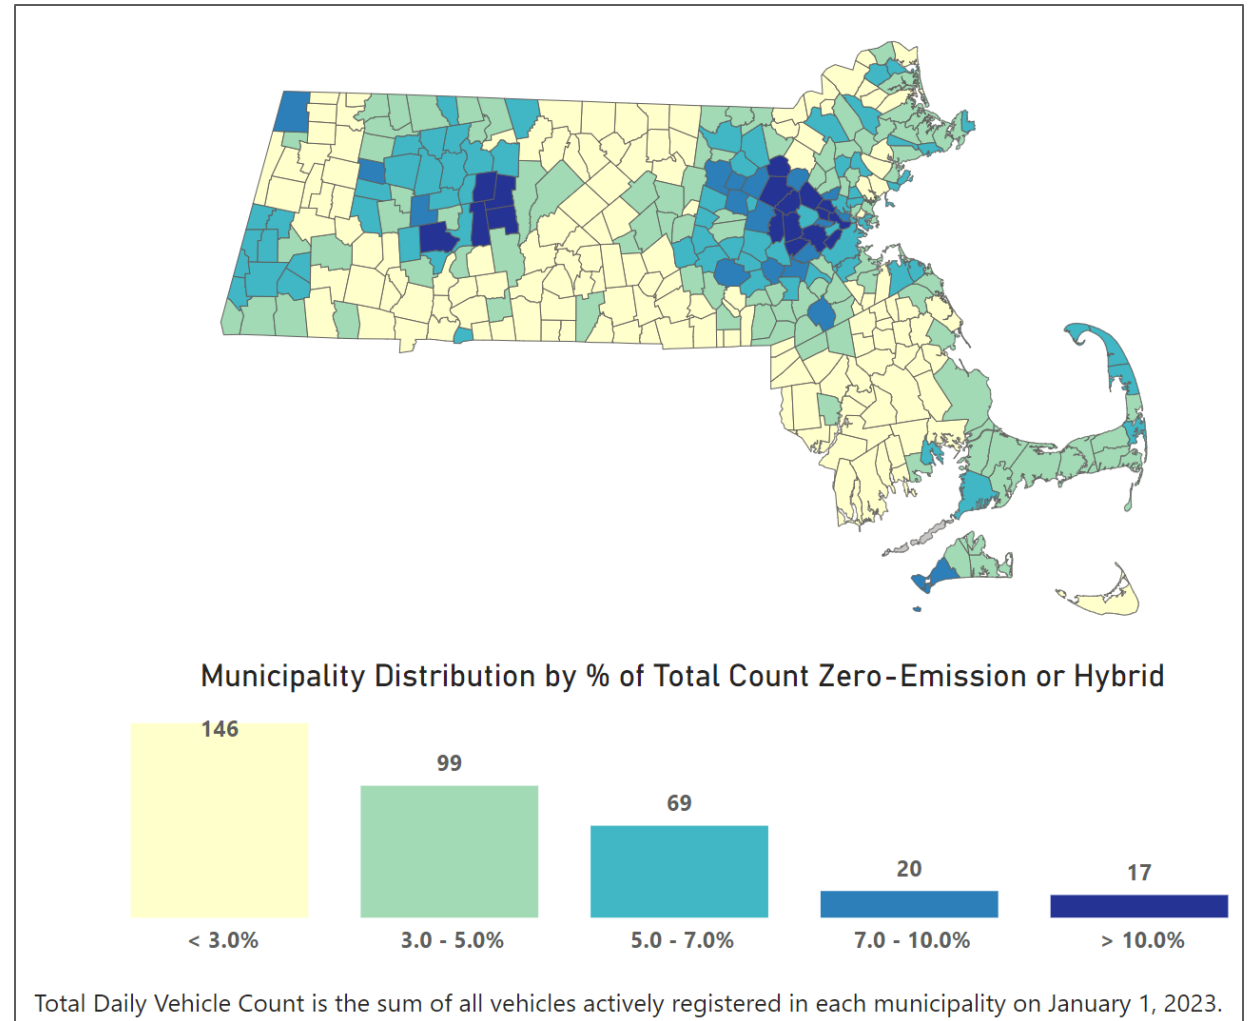 Municipality Distribution by % of Total Count Zero-Emission or Hybrid
146
99
69
20
17
< 3.0%
3.0 - 5.0%
5.0 - 7.0%
7.0 - 10.0%
> 10.0%
Total Daily Vehicle Count is the sum of all vehicles actively registered in each municipality on January 1, 2023.